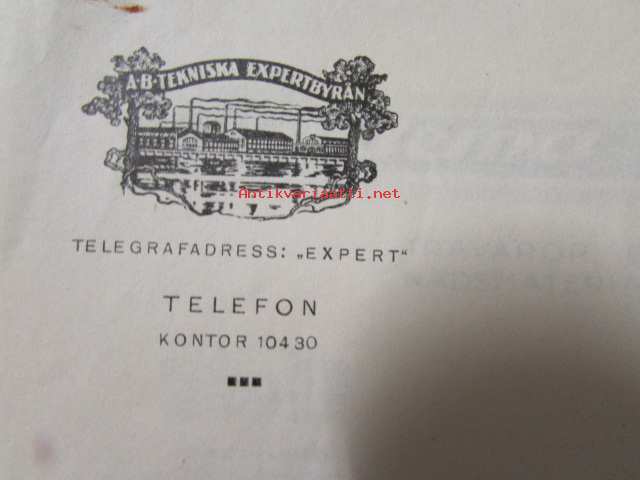 A·B·TEKNISKA EXPERTBYRÅN
Antikvariaatti.net
TELEGRAFADRESS: „EXPERT“
TELEFON
KONTOR 10430